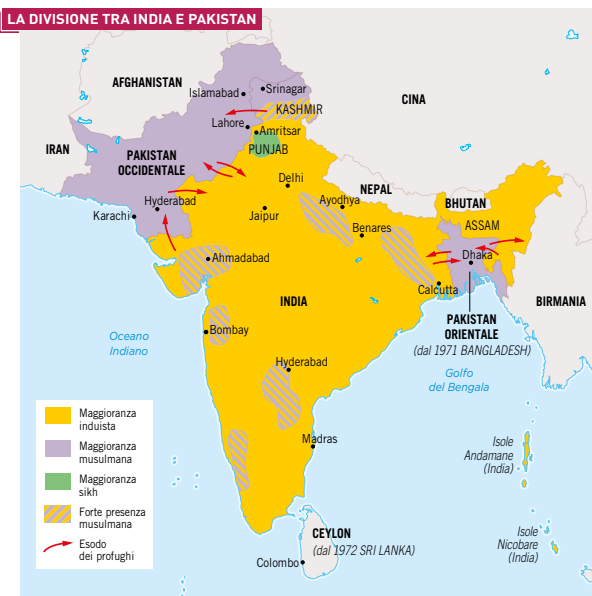 LA DIVISIONE TRA INDIA E PAKISTAN
AFGHANISTAN
Islamabad
Srinagar
CINA
KASHMIR
Lahore
Amritsar
IRAN
PUNJAB
PAKISTAN
OCCIDENTALE
Delhi
NEPAL
Hyderabad
Ayodhya
BHUTAN
Karachi
Jaipur
Benares
ASSAM
Ahmadabad
Dhaka
Calcutta
INDIA
BIRMANIA
PAKISTAN
ORIENTALE
(dal 1971 BANGLADESH)
Oceano
Indiano
Bombay
Hyderabad
Golfo
del Bengala
Maggioranza
induista
Maggioranza
musulmana
Maggioranza
sikh
Forte presenza
musulmana
Esodo
dei profughi
Madras
Isole
Andamane
(India)
CEYLON
(dal 1972 SRI LANKA)
Colombo
Isole
Nicobare
(India)